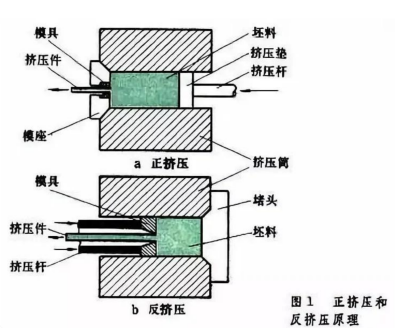 模具
坯料
挤压件
挤压垫
挤压杆
模座
a 正挤压
挤压筒
模具
堵头
挤压件
坯料
挤压杆
b 反挤压
图1 正挤压和
反挤压原理